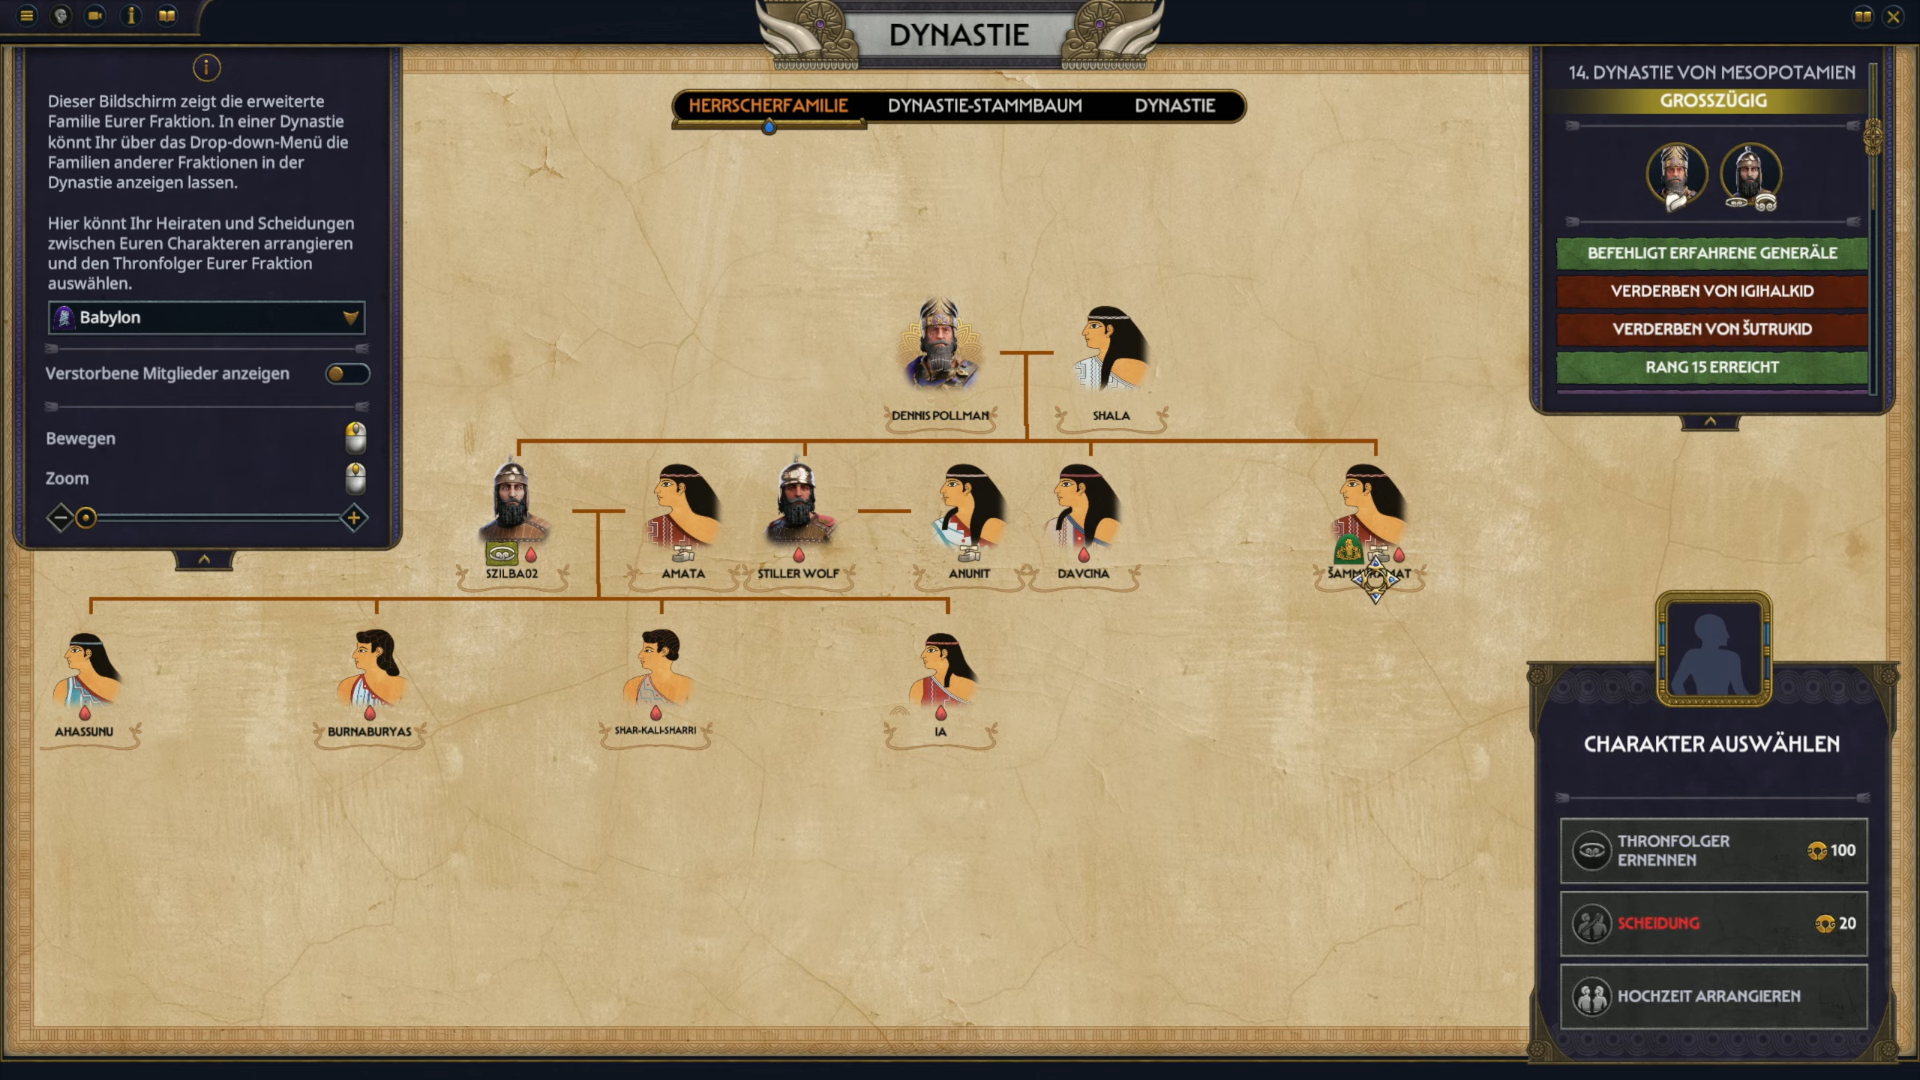 DYNASTIE
HERRSCHERFAMILIE
DYNASTIE-STAMMBAUM
DYNASTIE
Dieser Bildschirm zeigt die erweiterte
Familie Eurer Fraktion. In einer Dynastie
könnt Ihr über das Drop-down-Menü die
Familien anderer Fraktionen in der
Dynastie anzeigen lassen.
Hier könnt Ihr Heiraten und Scheidungen
zwischen Euren Charakteren arrangieren
und den Thronfolger Eurer Fraktion
auswählen.
Babylon
Verstorbene Mitglieder anzeigen
Bewegen
Zoom
14. DYNASTIE VON MESOPOTAMIEN
GROSSZÜGIG
BEFEHLIGT ERFAHRENE GENERÄLE
VERDERBEN VON IGIHALKID
VERDERBEN VON ŠUTRUKID
RANG 15 ERREICHT
DENNIS POLLMAN
SHALA
SZILBA02
AMATA
STILLER WOLF
ANUNIT
DAVCINA
AHASSUNU
BURNABURYAS
SHAR-KALI-SHARRI
IA
CHARAKTER AUSWÄHLEN
THRONFOLGER
ERNENNEN
100
SCHEIDUNG
20
HOCHZEIT ARRANGIEREN